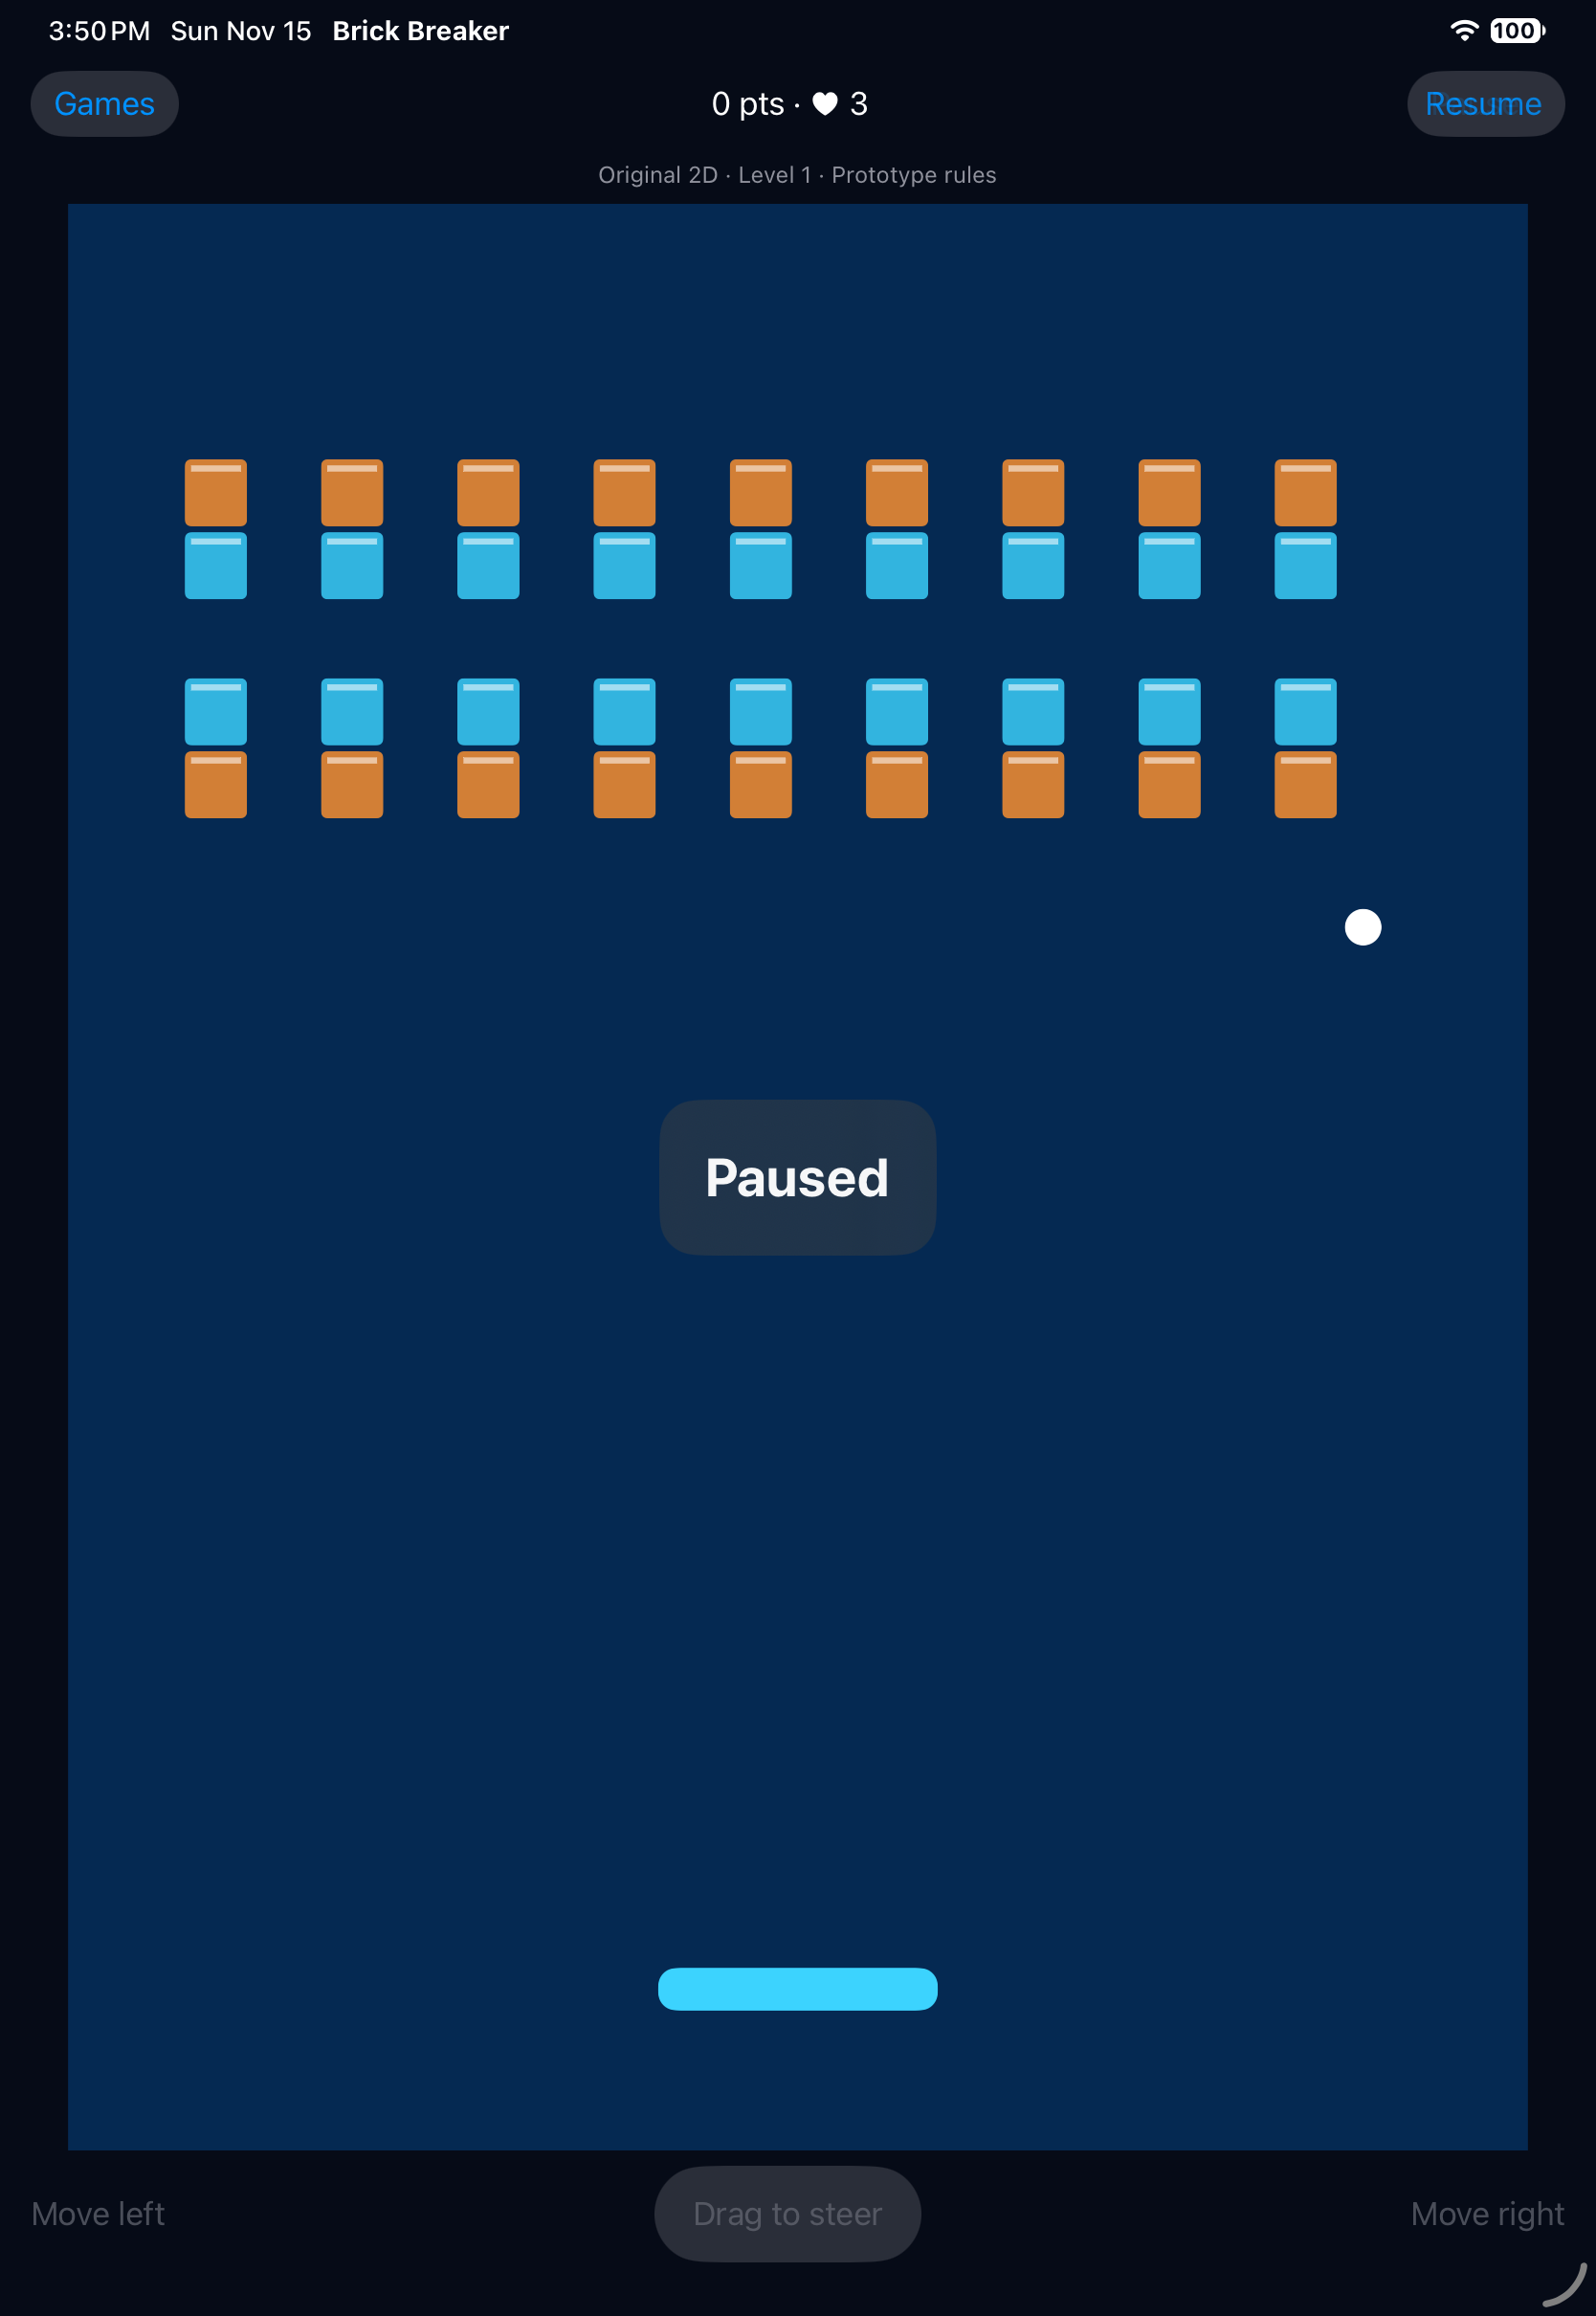 3:50 PM Sun Nov 15 Brick Breaker 100
Games 0 pts · ♥ 3 Resume
Original 2D · Level 1 · Prototype rules
Paused
Move left Drag to steer Move right